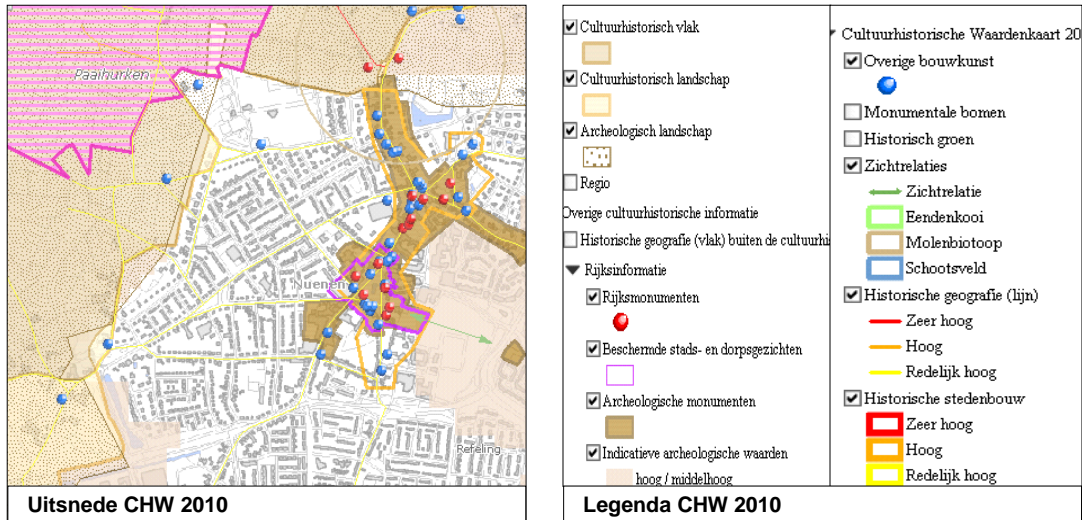 Paaihurken
Nuenen
Refeling
Uitsnede CHW 2010
Cultuurhistorisch vlak
Cultuurhistorisch landschap
Archeologisch landschap
Regio
Overige cultuurhistorische informatie
Historische geografie (vlak) buiten de cultuurhi
Rijksinformatie
Rijksmonumenten
Beschermde stads- en dorpsgezichten
Archeologische monumenten
Indicatieve archeologische waarden
hoog / middelhoog
Cultuurhistorische Waardenkaart 20
Overige bouwkunst
Monumentale bomen
Historisch groen
Zichtrelaties
Zichtrelatie
Eendenkooi
Molenbiotoop
Schootsveld
Historische geografie (lijn)
Zeer hoog
Hoog
Redelijk hoog
Historische stedenbouw
Zeer hoog
Hoog
Redelijk hoog
Legenda CHW 2010